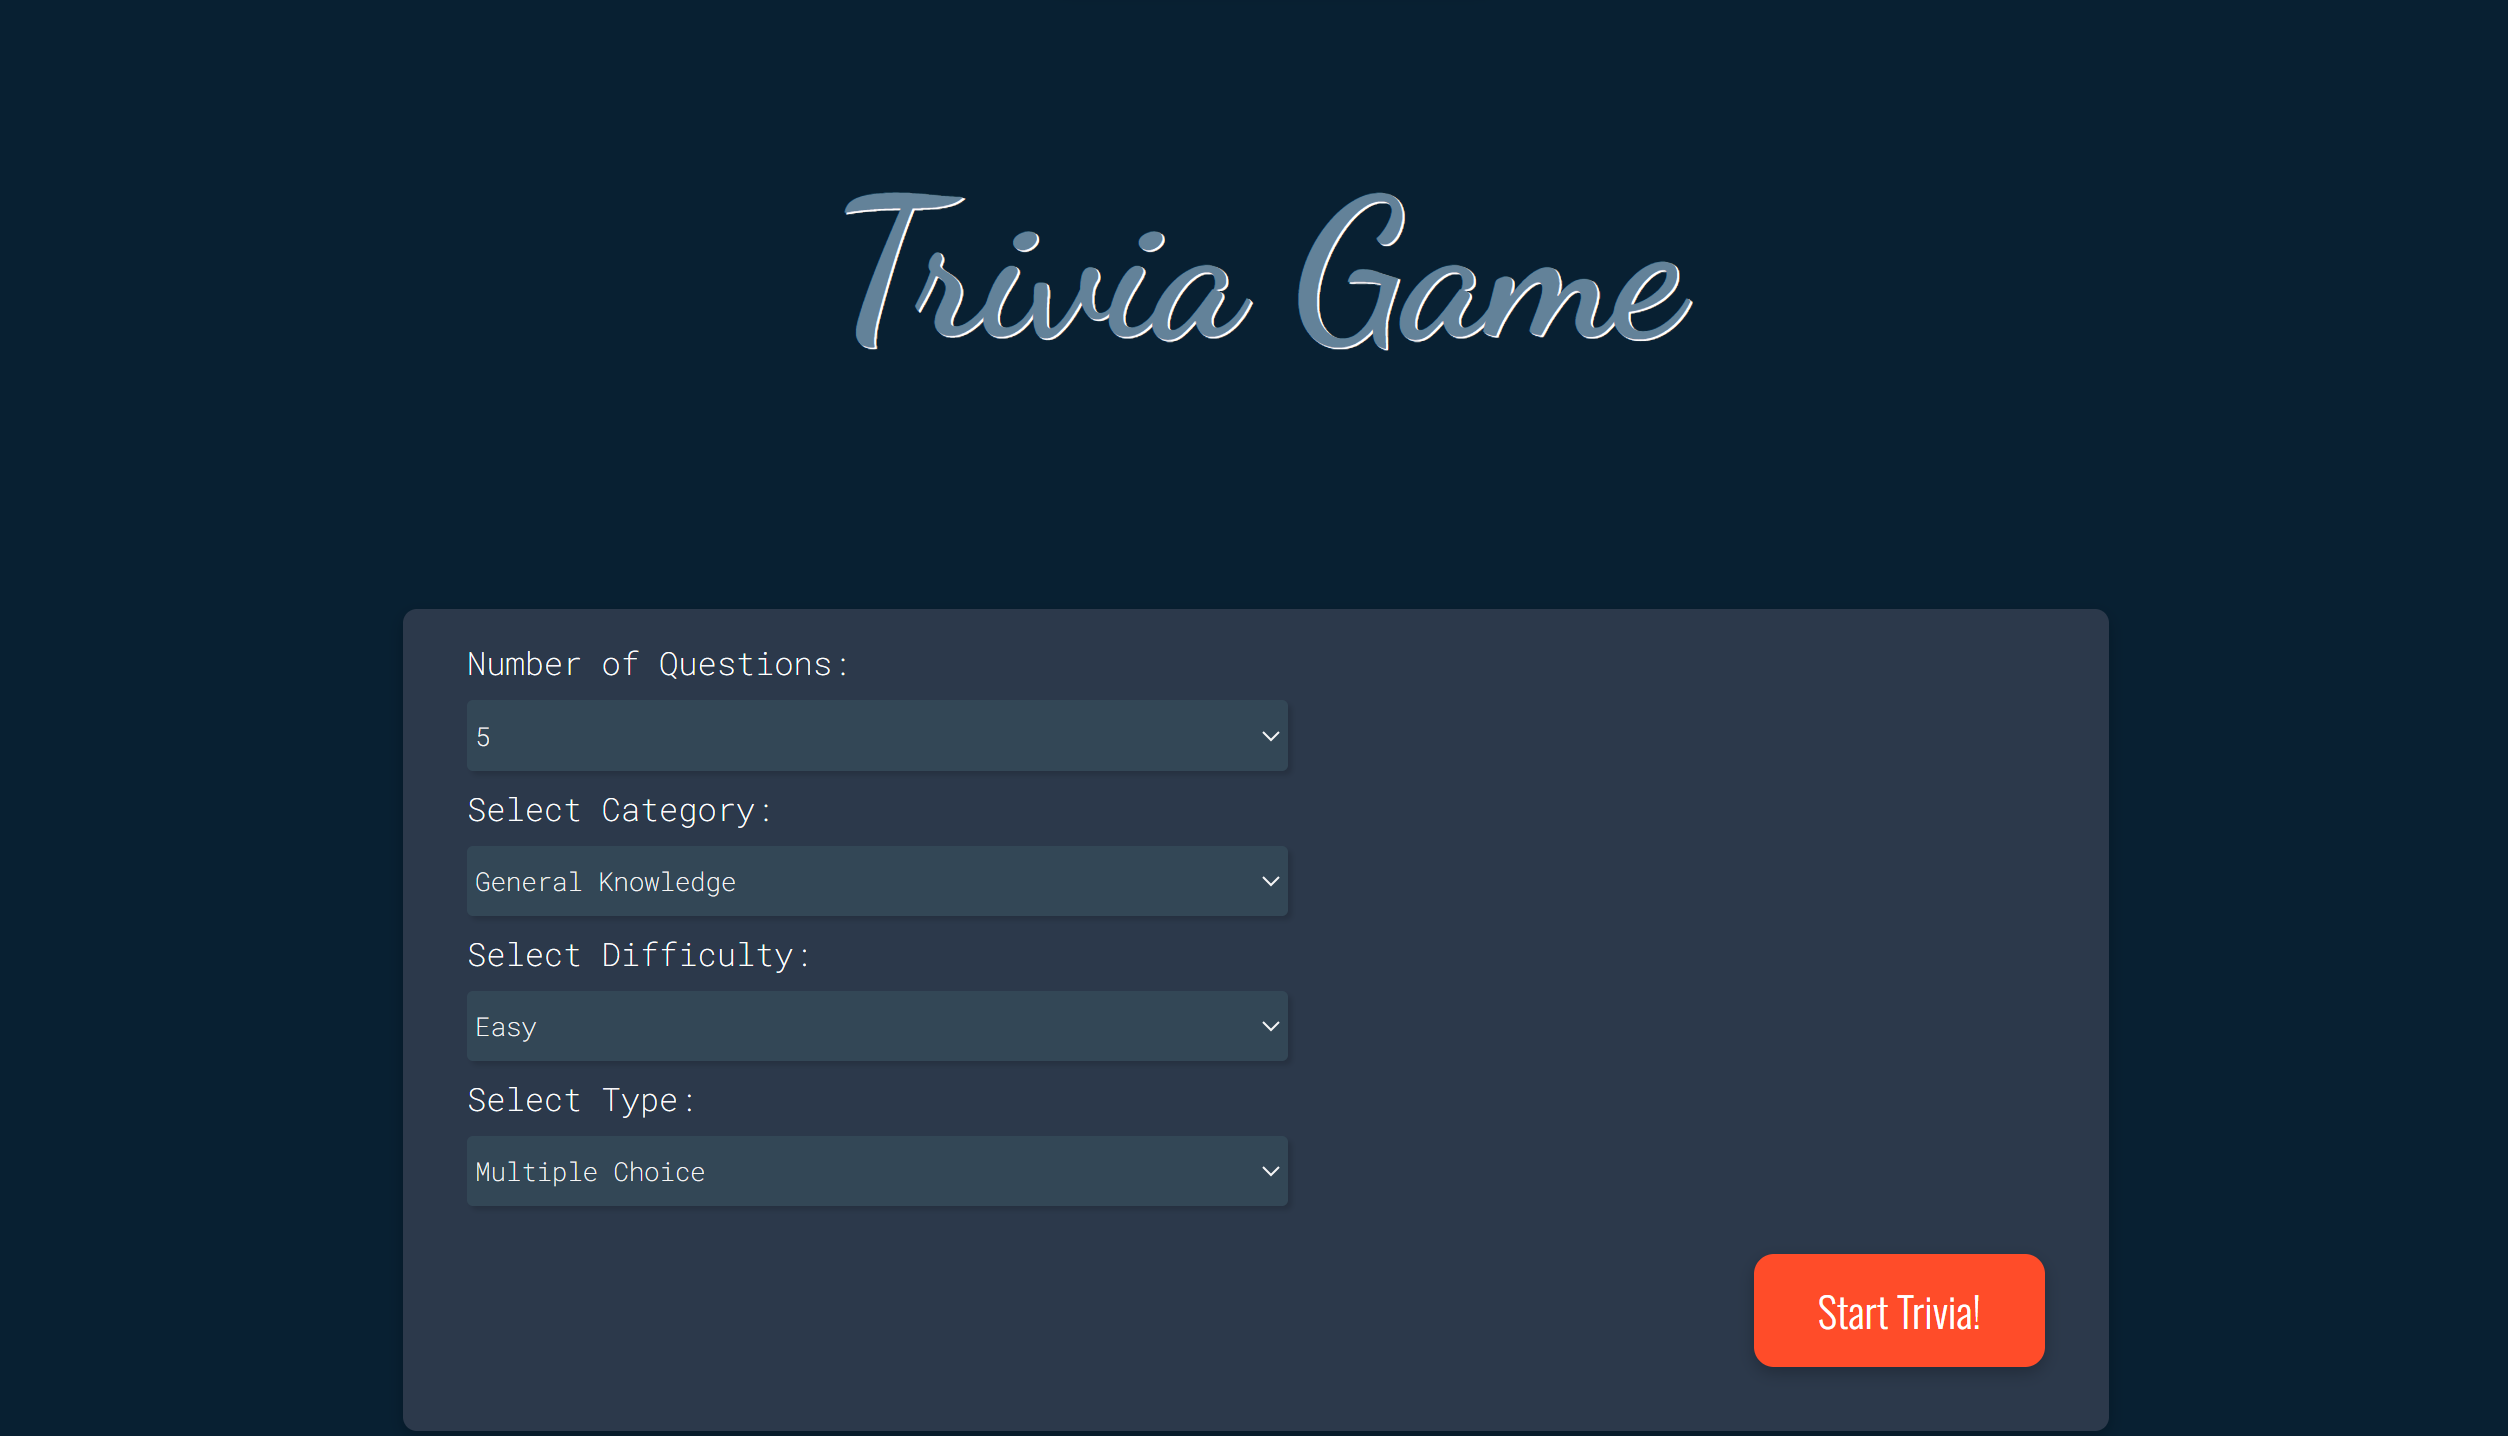 Trivia Game
Number of Questions:
5
Select Category:
General Knowledge
Select Difficulty:
Easy
Select Type:
Multiple Choice
Start Trivia!